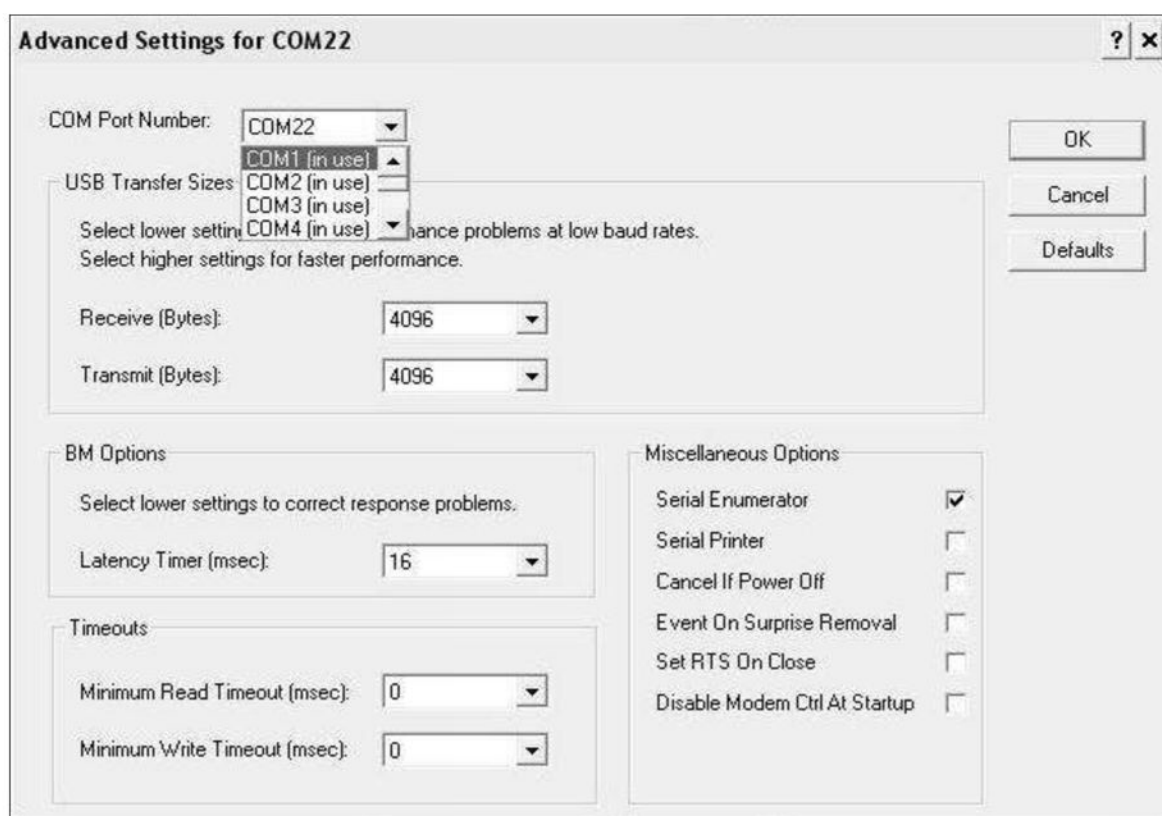 Advanced Settings for COM22
? ×
COM Port Number: COM22
OK
COM1 (in use)
USB Transfer Sizes
COM2 (in use)
Cancel
COM3 (in use)
Select lower settin
COM4 (in use)
ance problems at low baud rates.
Select higher settings for faster performance.
Defaults
Receive (Bytes): 4096
Transmit (Bytes): 4096
BM Options
Select lower settings to correct response problems.
Latency Timer (msec): 16
Timeouts
Minimum Read Timeout (msec): 0
Minimum Write Timeout (msec): 0
Miscellaneous Options
Serial Enumerator
Serial Printer
Cancel If Power Off
Event On Surprise Removal
Set RTS On Close
Disable Modem Ctrl At Startup